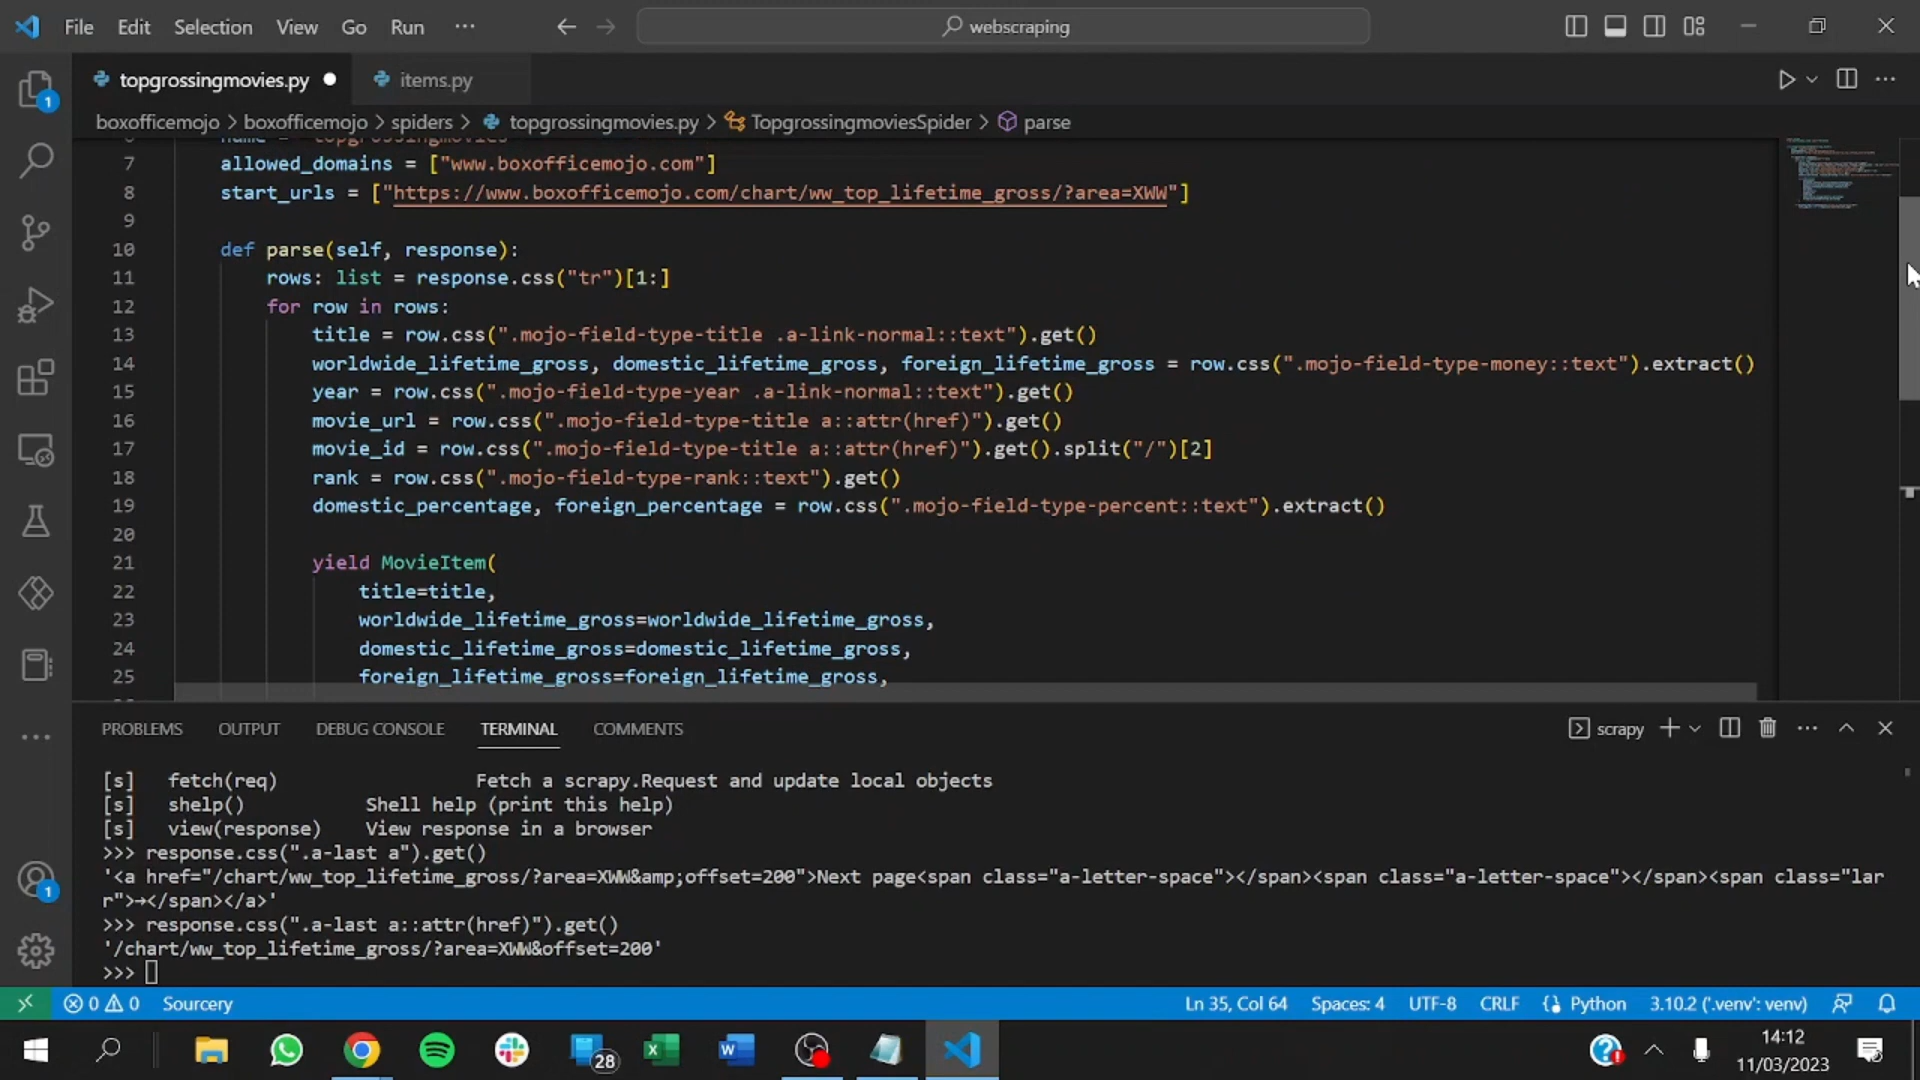 File Edit Selection View Go Run ··· webscraping
topgrossingmovies.py items.py
boxofficemojo > boxofficemojo > spiders > topgrossingmovies.py > TopgrossingmoviesSpider > parse
7 allowed_domains = ["www.boxofficemojo.com"]
8 start_urls = ["https://www.boxofficemojo.com/chart/ww_top_lifetime_gross/?area=XWW"]
9
10 def parse(self, response):
11 rows: list = response.css("tr")[1:]
12 for row in rows:
13 title = row.css(".mojo-field-type-title .a-link-normal::text").get()
14 worldwide_lifetime_gross, domestic_lifetime_gross, foreign_lifetime_gross = row.css(".mojo-field-type-money::text").extract()
15 year = row.css(".mojo-field-type-year .a-link-normal::text").get()
16 movie_url = row.css(".mojo-field-type-title a::attr(href)").get()
17 movie_id = row.css(".mojo-field-type-title a::attr(href)").get().split("/")[2]
18 rank = row.css(".mojo-field-type-rank::text").get()
19 domestic_percentage, foreign_percentage = row.css(".mojo-field-type-percent::text").extract()
20
21 yield MovieItem(
22 title=title,
23 worldwide_lifetime_gross=worldwide_lifetime_gross,
24 domestic_lifetime_gross=domestic_lifetime_gross,
25 foreign_lifetime_gross=foreign_lifetime_gross,
PROBLEMS OUTPUT DEBUG CONSOLE TERMINAL COMMENTS scrapy
[s] fetch(req) Fetch a scrapy.Request and update local objects
[s] shelp() Shell help (print this help)
[s] view(response) View response in a browser
>>> response.css(".a-last a").get()
'<a href="/chart/ww_top_lifetime_gross/?area=XWW&amp;offset=200">Next page<span class="a-letter-space"></span><span class="a-letter-space"></span><span class="lar
r">→</span></a>'
>>> response.css(".a-last a::attr(href)").get()
'/chart/ww_top_lifetime_gross/?area=XWW&offset=200'
>>>
0 0 Sourcery Ln 35, Col 64 Spaces: 4 UTF-8 CRLF Python 3.10.2 ('.venv': venv)
28 14:12
11/03/2023